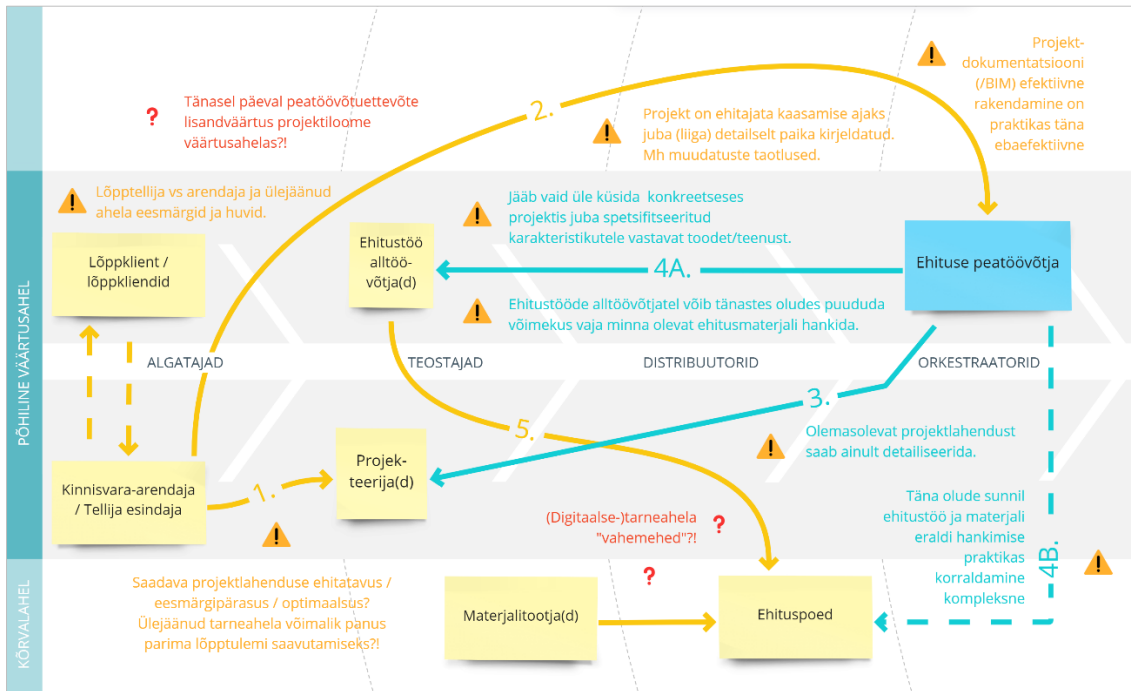 Projekt-
dokumentatsiooni
(/BIM) efektiivne
rakendamine on
praktikas täna
ebaefektiivne
2.
Tänasel päeval peatöövõtuettevõte
lisandväärtus projektiloome
väärtusahelas?!
?
Projekt on ehitajata kaasamise ajaks
juba (liiga) detailselt paika kirjeldatud.
Mh muudatuste taotlused.
PÕHILINE VÄÄRTUSAHEL
Lõpptellija vs arendaja ja ülejäänud
ahela eesmärgid ja huvid.
Jääb vaid üle küsida konkreetseses
projektis juba spetsifitseeritud
karakteristikutele vastavat toodet/teenust.
Lõppklient /
lõppkliendid
Ehitustöö
alltöö-
võtja(d)
4A.
Ehituse peatöövõtja
Ehitustööde alltöövõtjatel võib tänastes oludes puududa
võimekus vaja minna olevat ehitusmaterjali hankida.
ALGATAJAD
TEOSTAJAD
DISTRIBUUTORID
ORKESTRAATORID
3.
5.
Olemasolevat projektlahendust
saab ainult detailiseerida.
Projek-
teerija(d)
Kinnisvara-arendaja
/ Tellija esindaja
1.
Täna olude sunnil
ehitustöö ja materjali
eraldi hankimise
praktikas
korraldamine
kompleksne
4B.
(Digitaalse-)tarneahela
"vahemehed"?!
?
?
KÕRVALAHEL
Saadava projektlahenduse ehitatavus /
eesmärgipärasus / optimaalsus?
Ülejäänud tarneahela võimalik panus
parima lõpptulemi saavutamiseks?!
Materjalitootja(d)
Ehituspoed